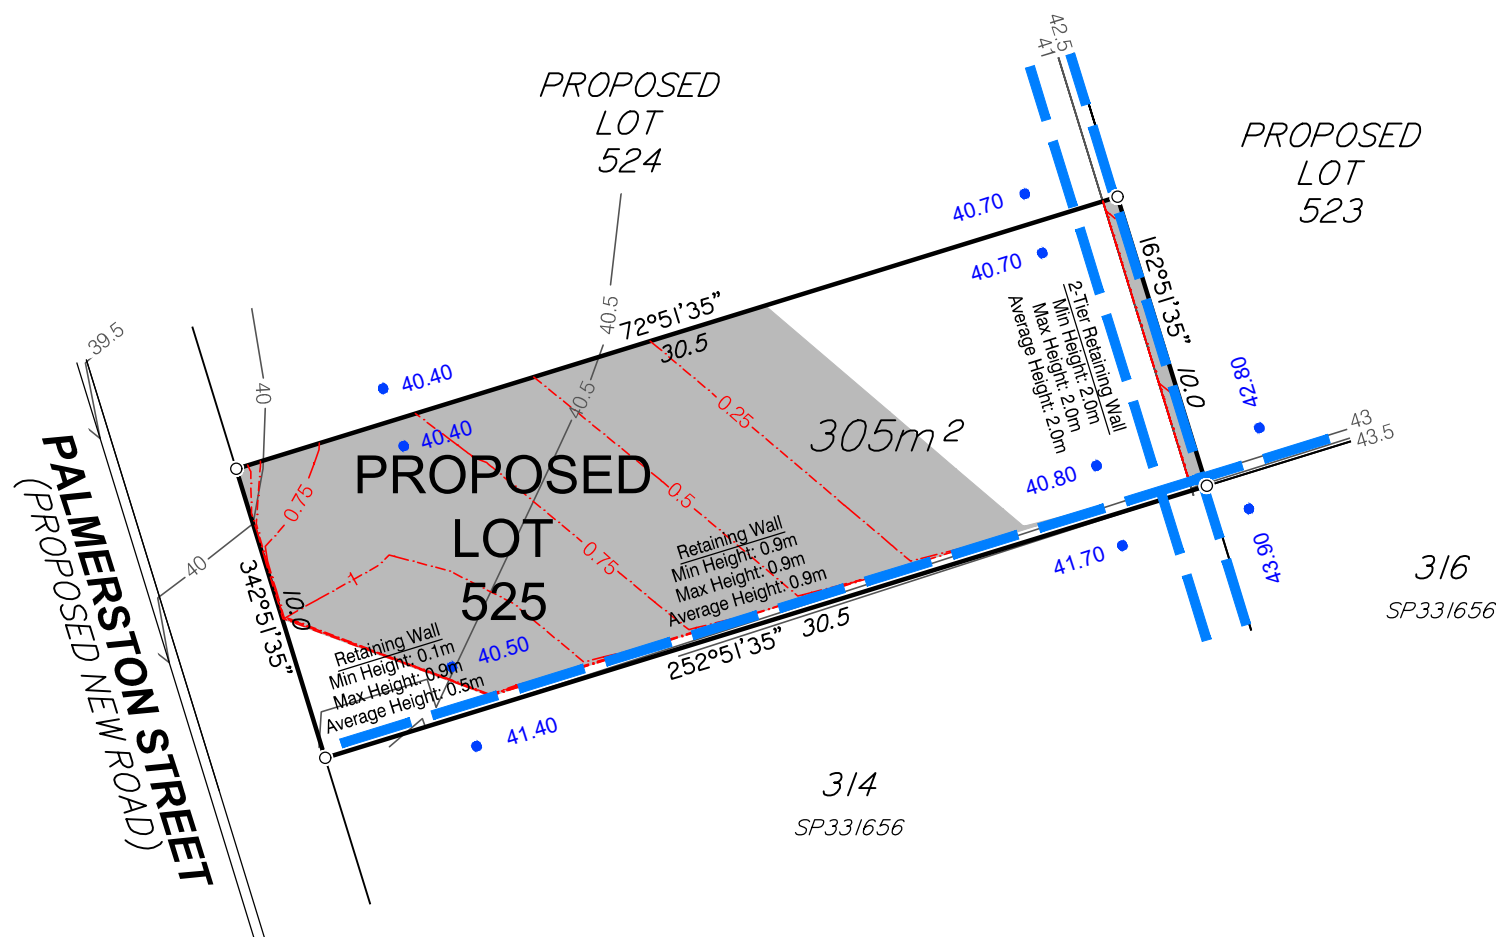 42.5
41
PROPOSED
LOT
524
PROPOSED
LOT
523
40.70
40.70
162°51'35"
10.0
2-Tier Retaining Wall
Min Height: 2.0m
Max Height: 2.0m
Average Height: 2.0m
40.5
72°51'35"
30.5
39.5
40
40.40
40.40
40.5
0.25
305m²
42.80
43
43.5
PROPOSED
LOT
525
0.75
0.5
0.75
1
40.80
41.70
43.90
316
SP331656
40
342°51'35"
10.0
Retaining Wall
Min Height: 0.9m
Max Height: 0.9m
Average Height: 0.9m
252°51'35"
30.5
Retaining Wall
Min Height: 0.1m
Max Height: 0.9m
Average Height: 0.5m
40.50
41.40
314
SP331656
PALMERSTON STREET
(PROPOSED NEW ROAD)